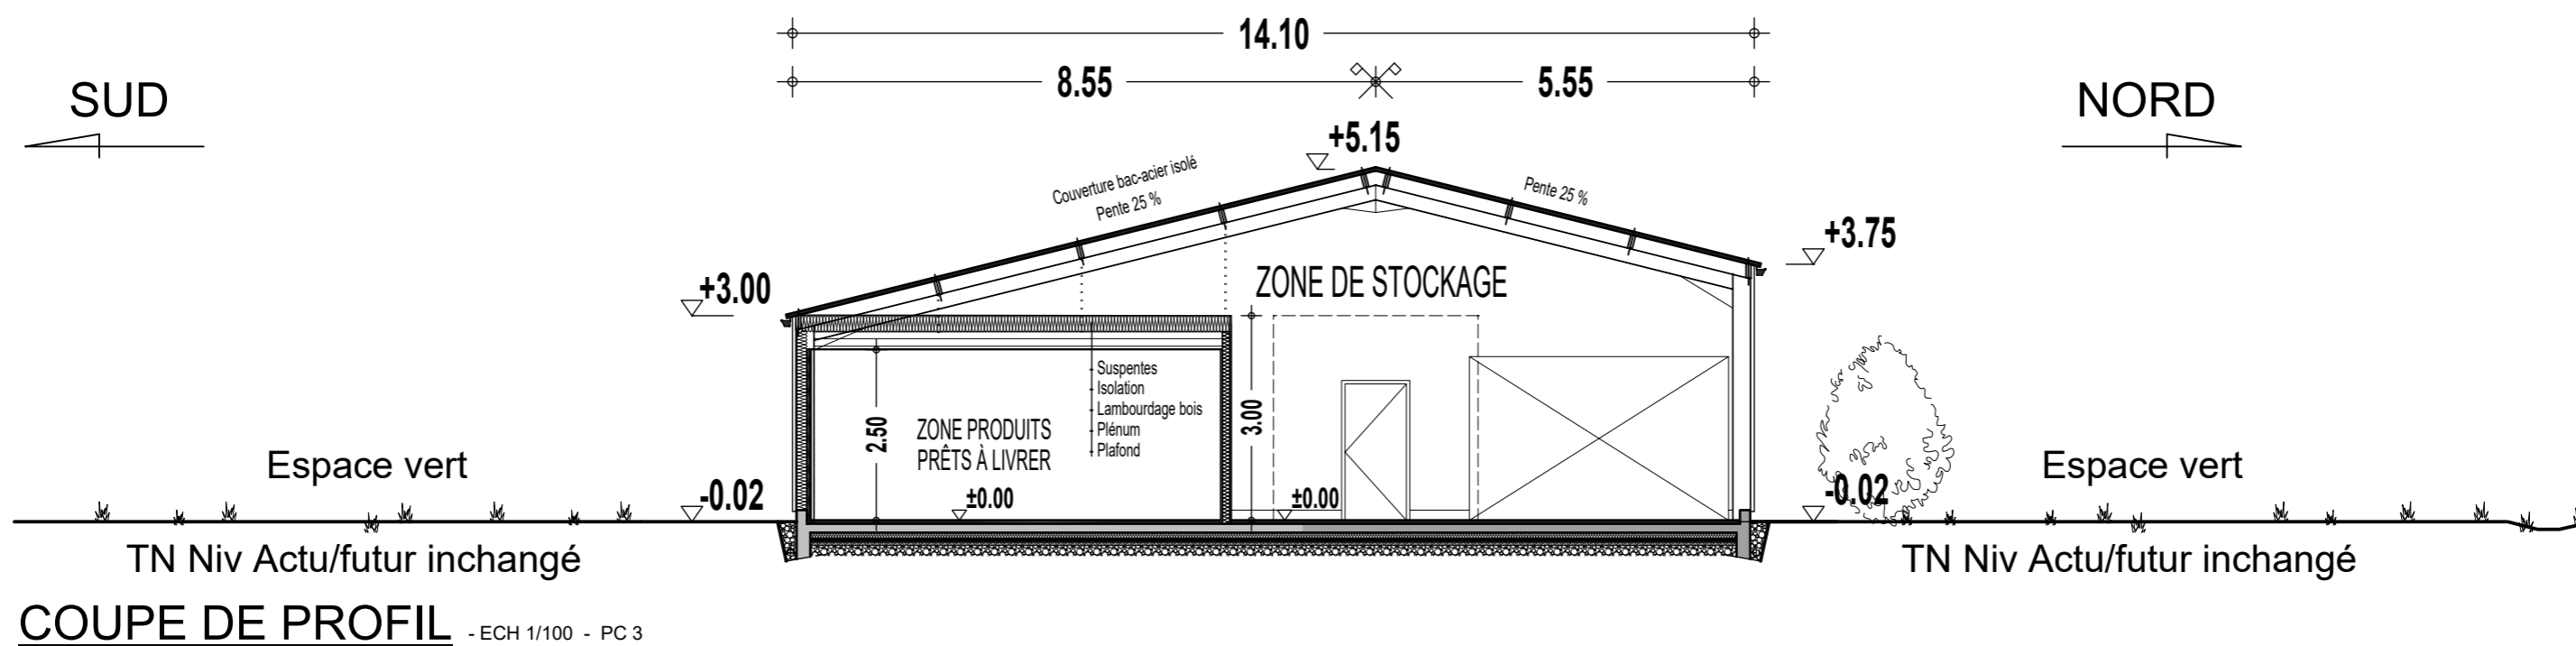 14.10
8.55
5.55
SUD
NORD
+5.15
Couverture bac-acier isolé
Pente 25 %
Pente 25 %
+3.75
+3.00
ZONE DE STOCKAGE
Suspentes
Isolation
Lambourdage bois
Plénum
Plafond
2.50
3.00
ZONE PRODUITS
PRÊTS À LIVRER
Espace vert
Espace vert
-0.02
±0.00
±0.00
-0.02
TN Niv Actu/futur inchangé
TN Niv Actu/futur inchangé
COUPE DE PROFIL - ECH 1/100 - PC 3